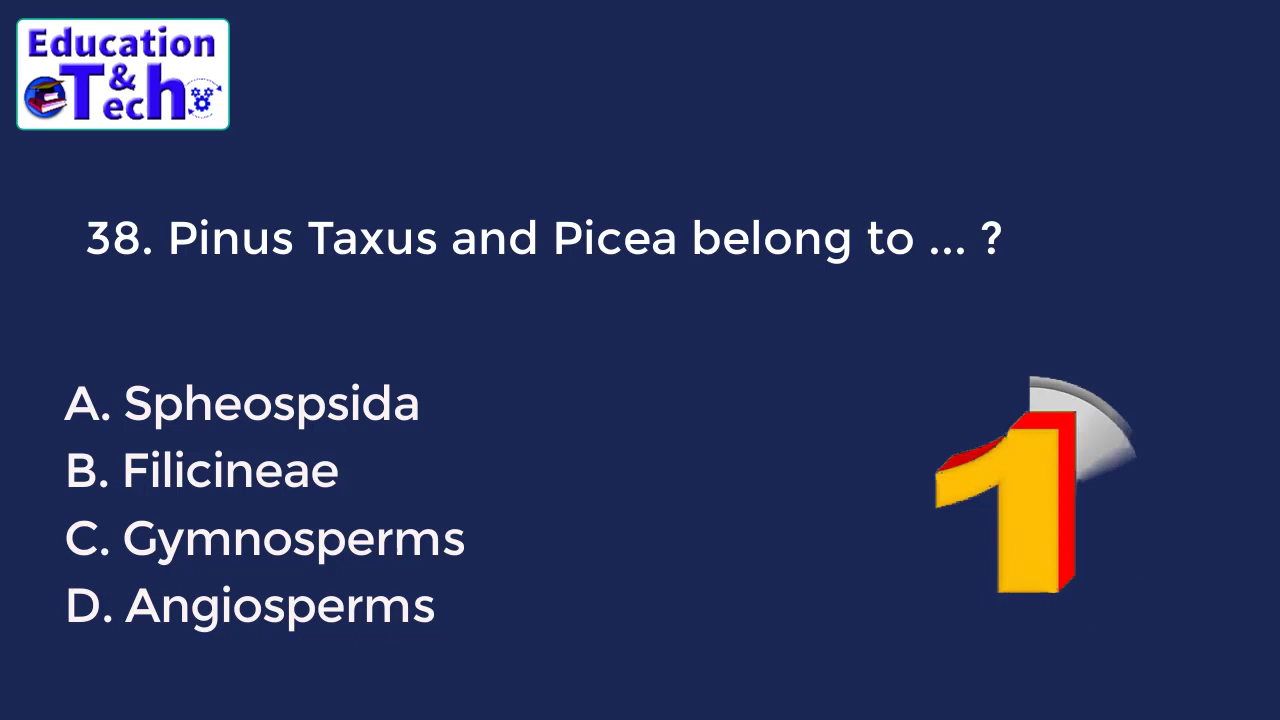 Education
&
Tech
38. Pinus Taxus and Picea belong to ... ?
A. Spheospsida
B. Filicineae
C. Gymnosperms
D. Angiosperms
1